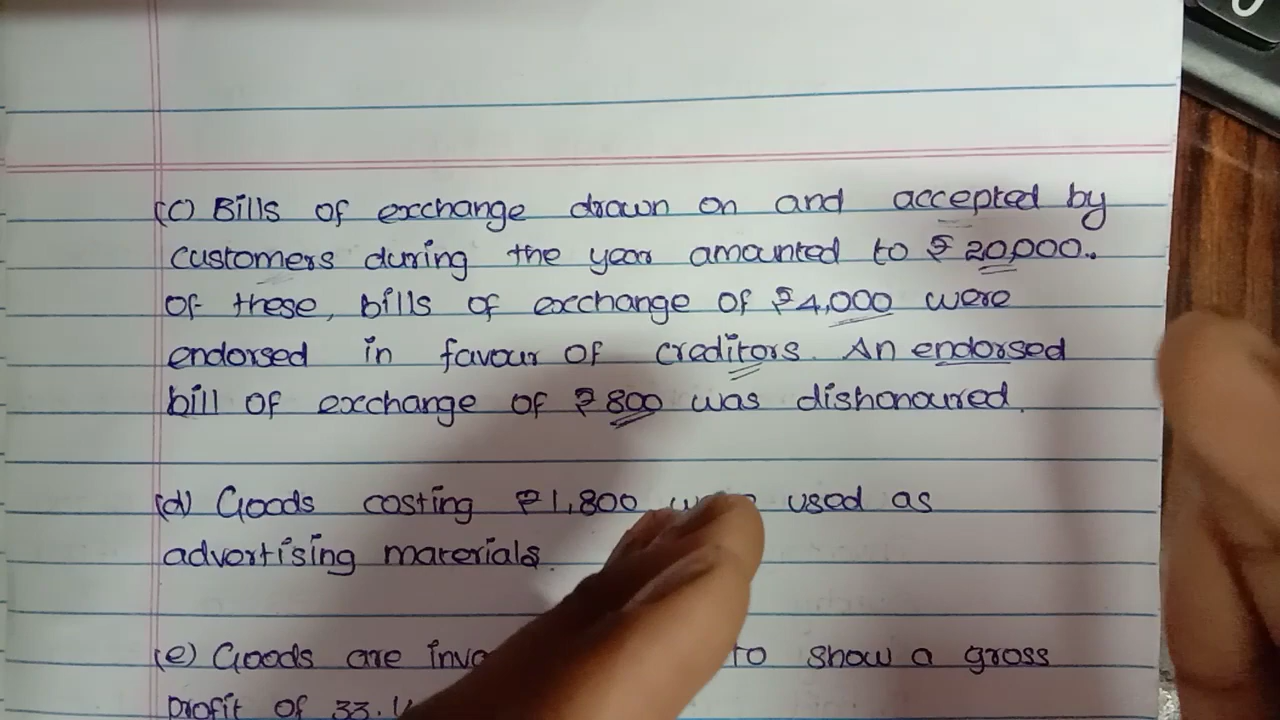 (c) Bills of exchange drawn on and accepted by
customers during the year amounted to ₹ 20,000.
Of these, bills of exchange of ₹4,000 were
endorsed in favour of creditors. An endorsed
bill of exchange of ₹800 was dishonoured.
(d) Goods costing ₹1,800 used as
advertising materials.
(e) Goods are to show a gross
profit of 33.